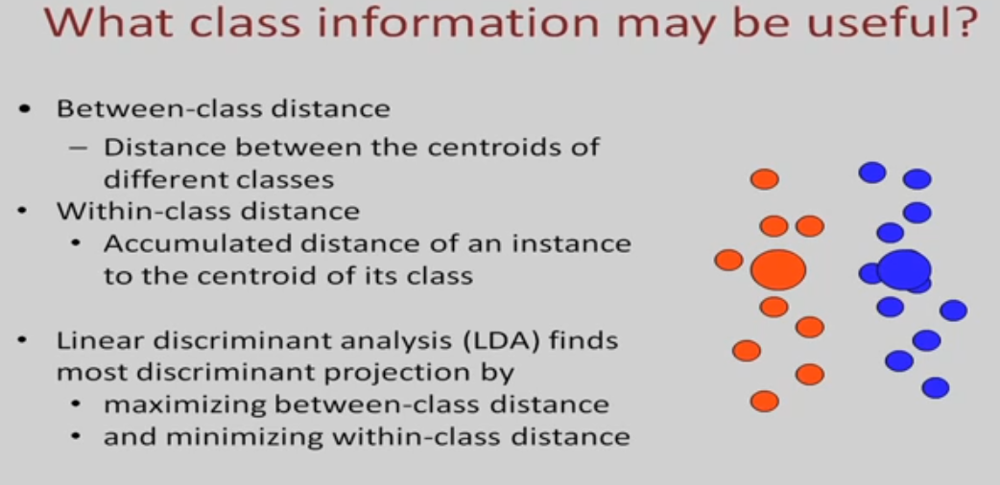 What class information may be useful?
• Between-class distance
– Distance between the centroids of
different classes
• Within-class distance
• Accumulated distance of an instance
to the centroid of its class
• Linear discriminant analysis (LDA) finds
most discriminant projection by
• maximizing between-class distance
• and minimizing within-class distance